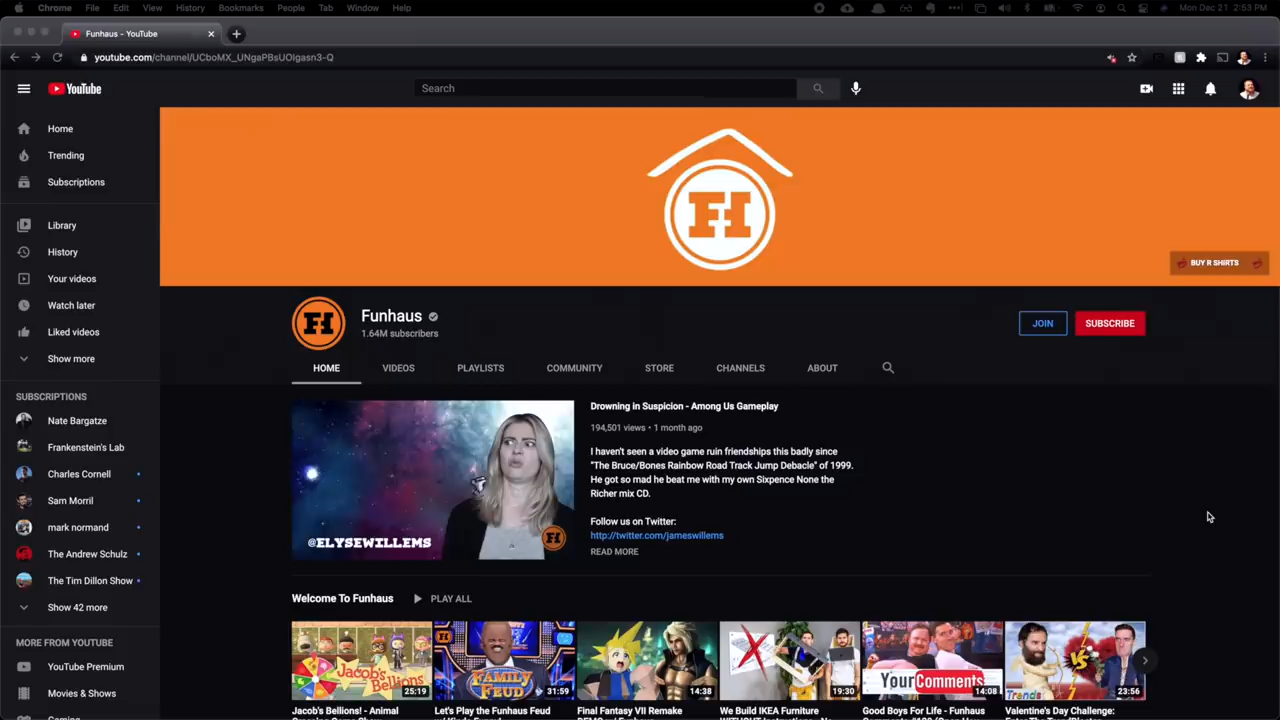 Chrome File Edit View History Bookmarks People Tab Window Help Mon Dec 21 2:53 PM
Funhaus - YouTube
youtube.com/channel/UCboMX_UNgaPBsUOIgasn3-Q
YouTube
Search
Home
Trending
Subscriptions
Library
History
Your videos
Watch later
Liked videos
Show more
SUBSCRIPTIONS
Nate Bargatze
Frankenstein's Lab
Charles Cornell
Sam Morril
mark normand
The Andrew Schulz
The Tim Dillon Show
Show 42 more
MORE FROM YOUTUBE
YouTube Premium
Movies & Shows
Gaming
FH
BUY R SHIRTS
FH
Funhaus
1.64M subscribers
JOIN
SUBSCRIBE
HOME VIDEOS PLAYLISTS COMMUNITY STORE CHANNELS ABOUT
@ELYSEWILLEMS
Drowning in Suspicion - Among Us Gameplay
194,501 views • 1 month ago
I haven't seen a video game ruin friendships this badly since
"The Bruce/Bones Rainbow Road Track Jump Debacle" of 1999.
He got so mad he beat me with my own Sixpence None the
Richer mix CD.
Follow us on Twitter:
http://twitter.com/jameswillems
READ MORE
Welcome To Funhaus PLAY ALL
Jacob's Bellions
25:19
FAMILY FEUD
31:59
14:38
19:30
Your Comments
14:08
VS
Trends
23:56
Jacob's Bellions! - Animal
Let's Play the Funhaus Feud
Final Fantasy VII Remake
We Build IKEA Furniture
Good Boys For Life - Funhaus
Valentine's Day Challenge: